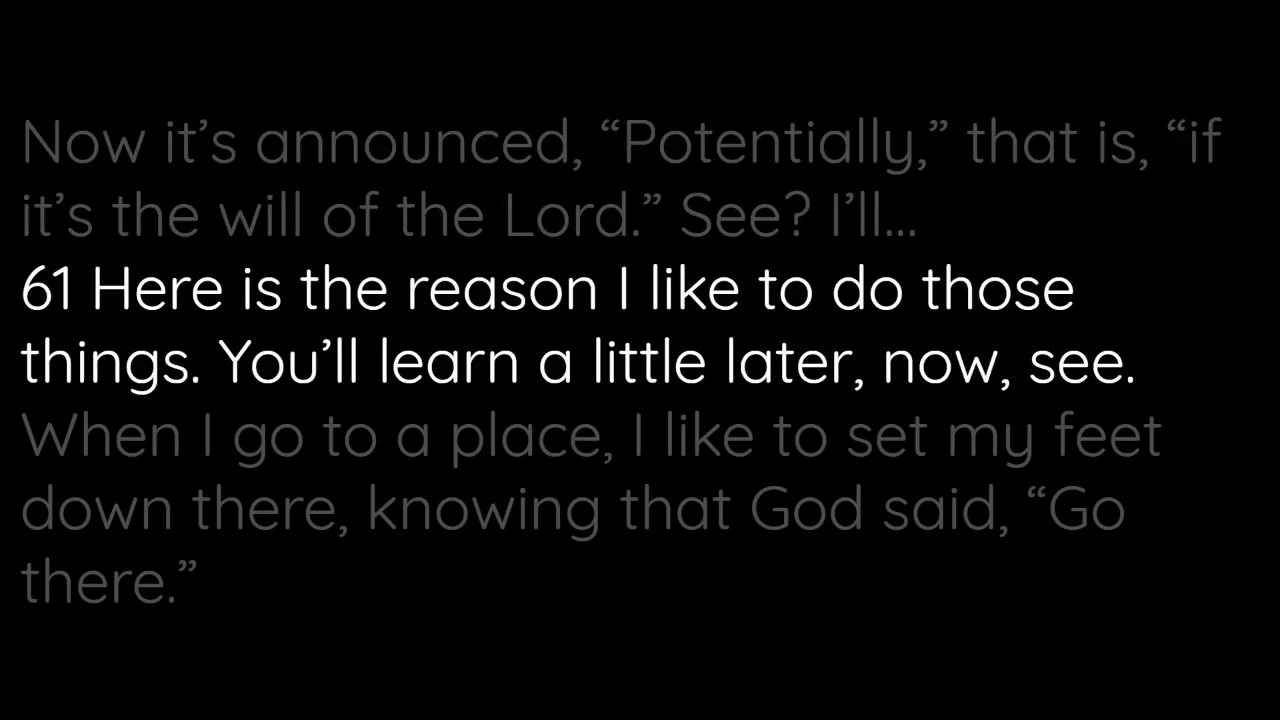 Now it’s announced, “Potentially,” that is, “if
it’s the will of the Lord.” See? I’ll...
61 Here is the reason I like to do those
things. You’ll learn a little later, now, see.
When I go to a place, I like to set my feet
down there, knowing that God said, “Go
there.”